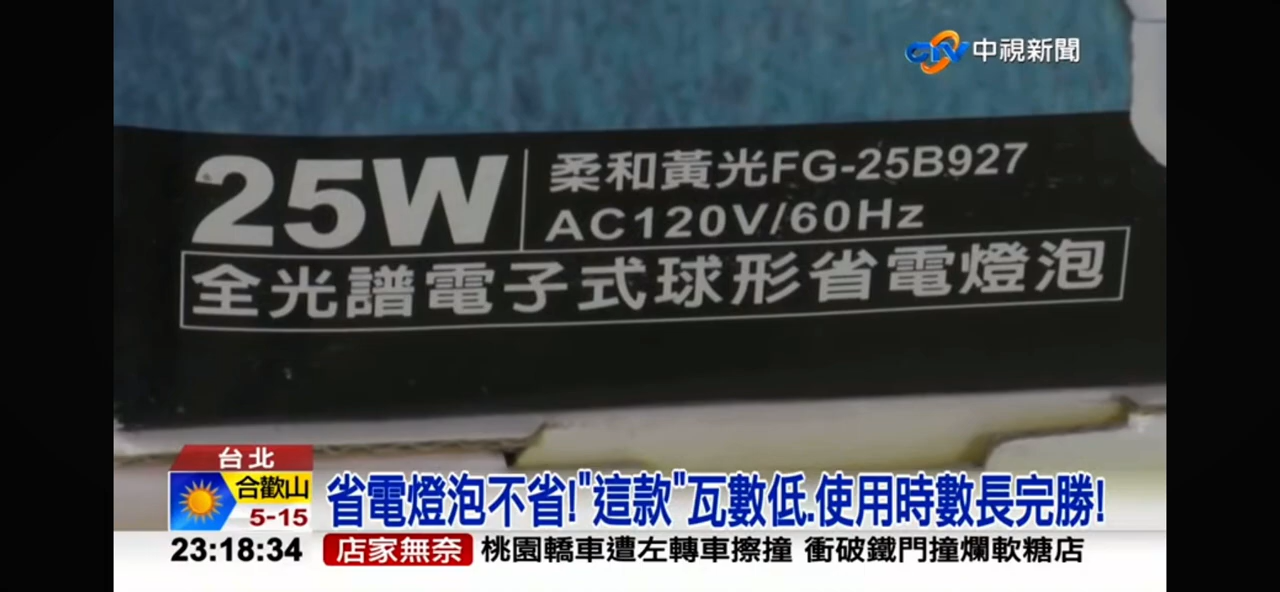 CTV 中視新聞
25W
柔和黃光FG-25B927
AC120V/60Hz
全光譜電子式球形省電燈泡
台北
合歡山
5-15
省電燈泡不省!"這款"瓦數低.使用時數長完勝!
23:18:34
店家無奈 桃園轎車遭左轉車擦撞 衝破鐵門撞爛軟糖店